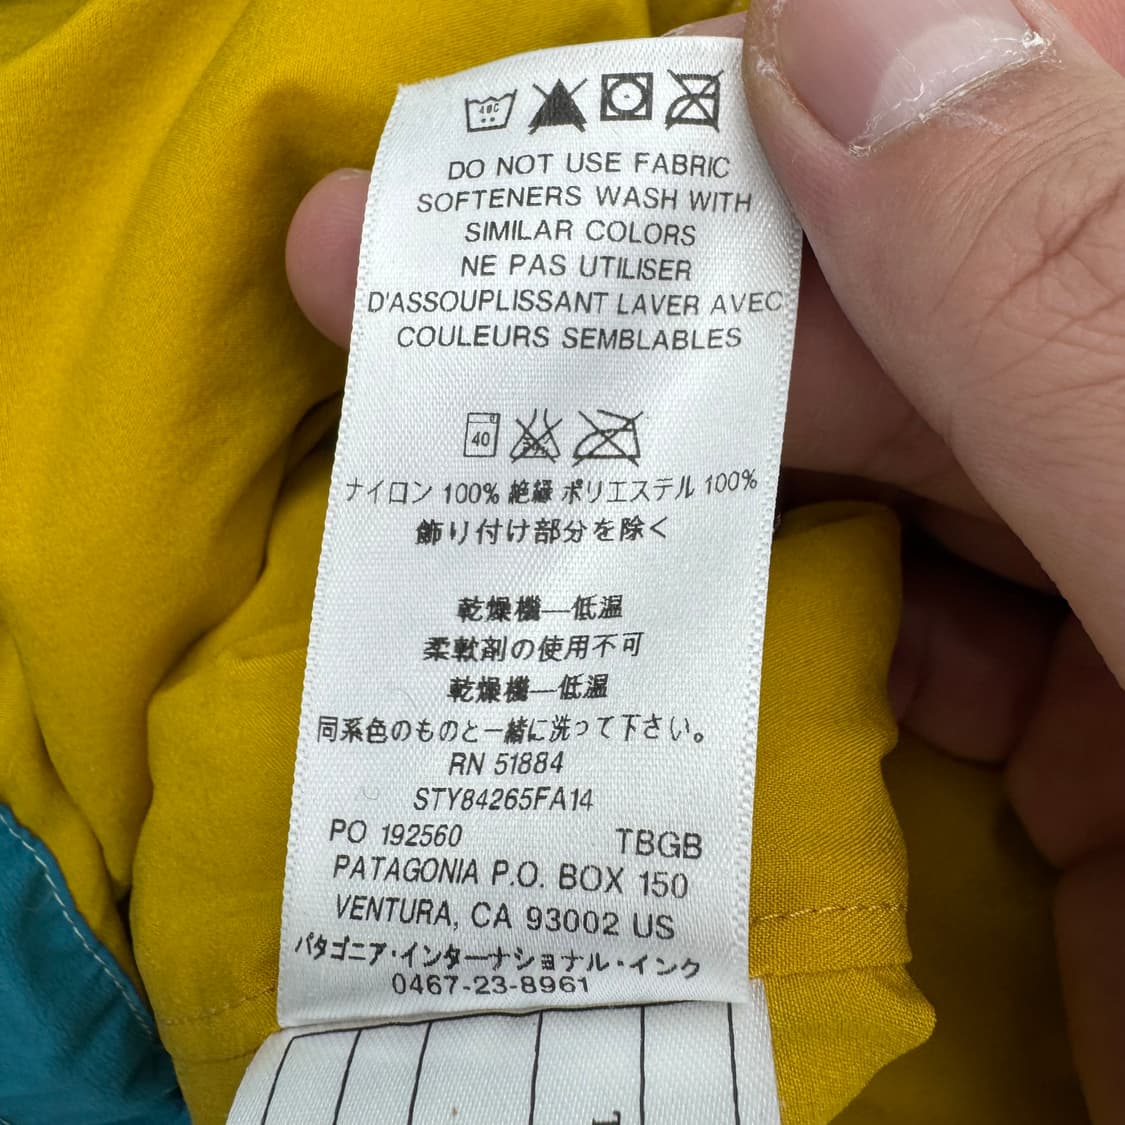 40C
DO NOT USE FABRIC
SOFTENERS WASH WITH
SIMILAR COLORS
NE PAS UTILISER
D'ASSOUPLISSANT LAVER AVEC
COULEURS SEMBLABLES
40
ナイロン 100% 絶縁 ポリエステル 100%
飾り付け部分を除く
乾燥機—低温
柔軟剤の使用不可
乾燥機—低温
同系色のものと一緒に洗って下さい。
RN 51884
STY84265FA14
PO 192560 TBGB
PATAGONIA P.O. BOX 150
VENTURA, CA 93002 US
パタゴニア・インターナショナル・インク
0467-23-8961